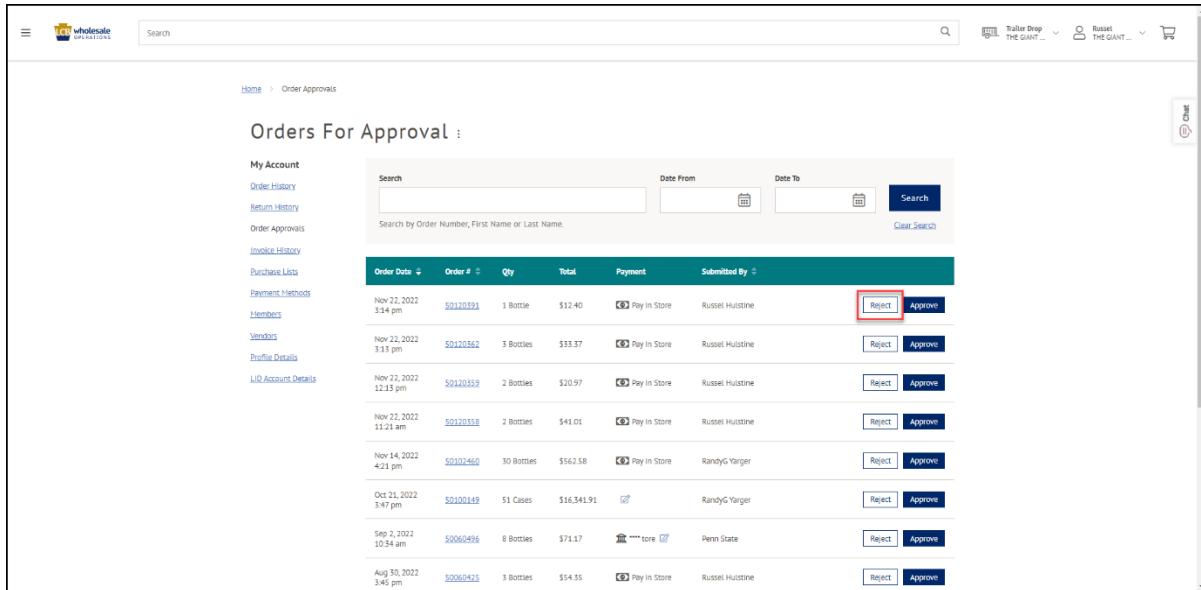 LCB wholesale
OPERATIONS
Search
Trailer Drop
THE GIANT ...
Russel
THE GIANT ...
Home > Order Approvals
Chat
Orders For Approval
My Account
Order History
Return History
Order Approvals
Invoice History
Purchase Lists
Payment Methods
Members
Vendors
Profile Details
LID Account Details
Search Date From Date To
Search
Search by Order Number, First Name or Last Name.
Clear Search
Order Date Order # Qty Total Payment Submitted By
Nov 22, 2022
3:14 pm 50120391 1 Bottle $12.40 Pay in Store Russel Hulstine Reject Approve
Nov 22, 2022
3:13 pm 50120362 3 Bottles $33.37 Pay in Store Russel Hulstine Reject Approve
Nov 22, 2022
12:13 pm 50120359 2 Bottles $20.97 Pay in Store Russel Hulstine Reject Approve
Nov 22, 2022
11:21 am 50120358 2 Bottles $41.01 Pay in Store Russel Hulstine Reject Approve
Nov 14, 2022
4:21 pm 50102460 30 Bottles $562.58 Pay in Store RandyG Yarger Reject Approve
Oct 21, 2022
3:47 pm 50100149 51 Cases $16,341.91 RandyG Yarger Reject Approve
Sep 2, 2022
10:34 am 50060496 8 Bottles $71.17 ****tore Penn State Reject Approve
Aug 30, 2022
3:45 pm 50060425 3 Bottles $54.35 Pay in Store Russel Hulstine Reject Approve